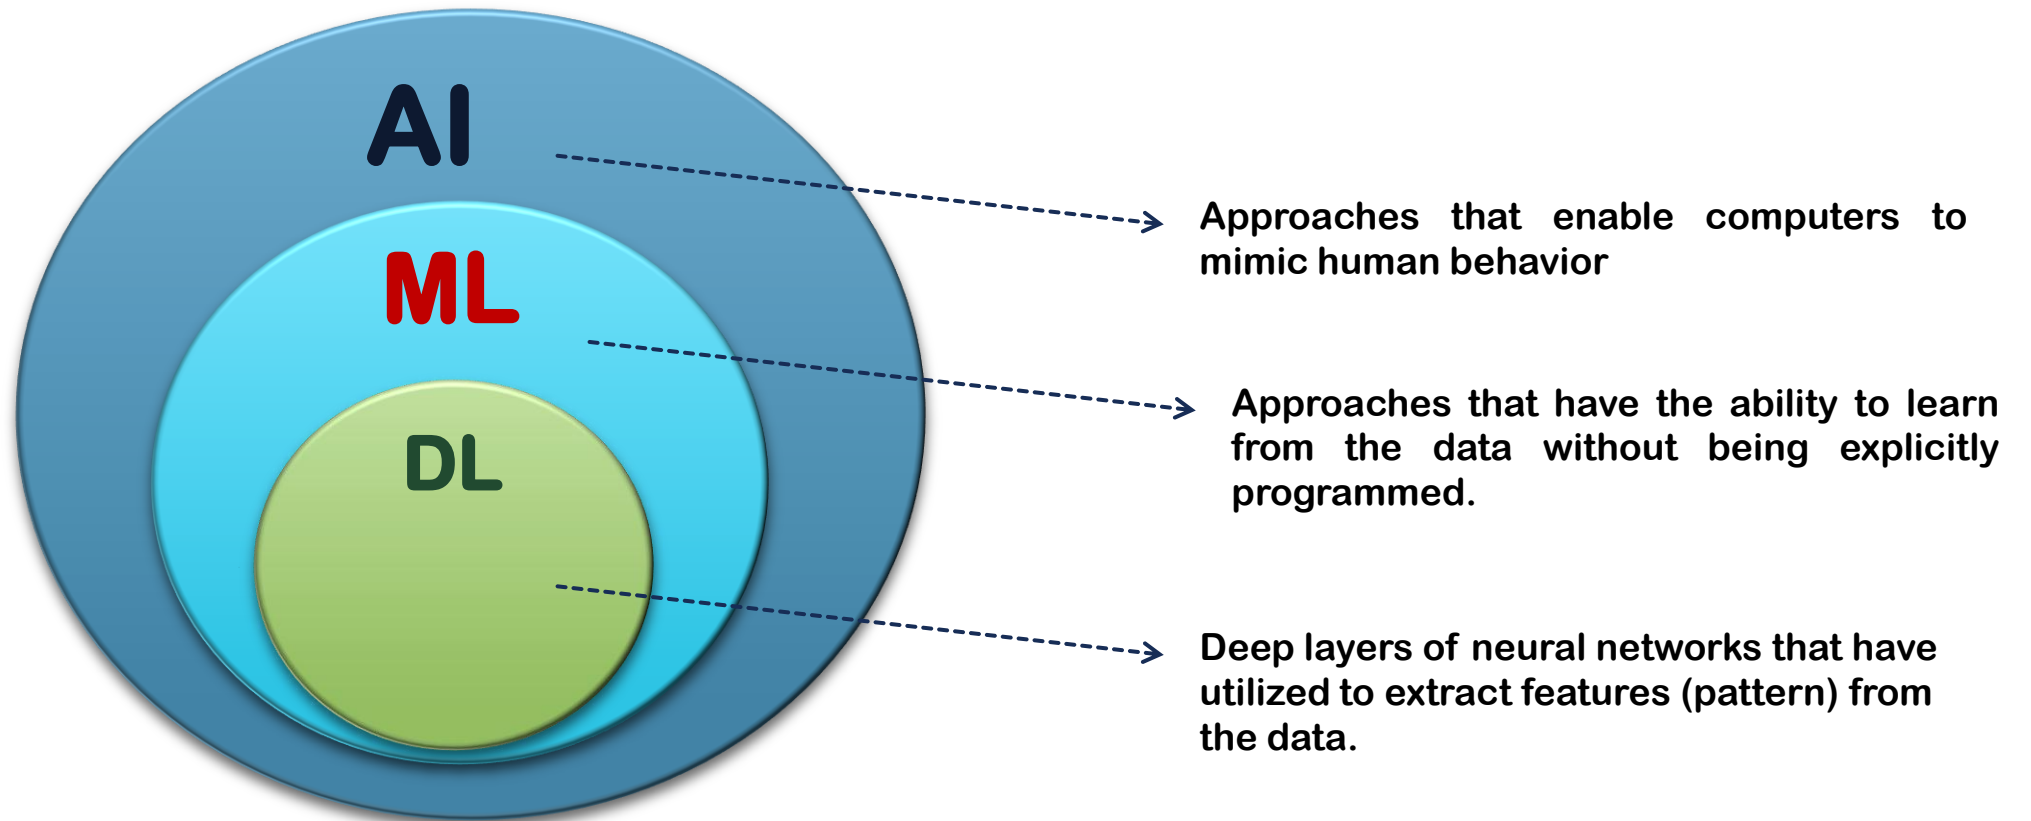 AI
Approaches that enable computers to
mimic human behavior
ML
Approaches that have the ability to learn
from the data without being explicitly
programmed.
DL
Deep layers of neural networks that have
utilized to extract features (pattern) from
the data.